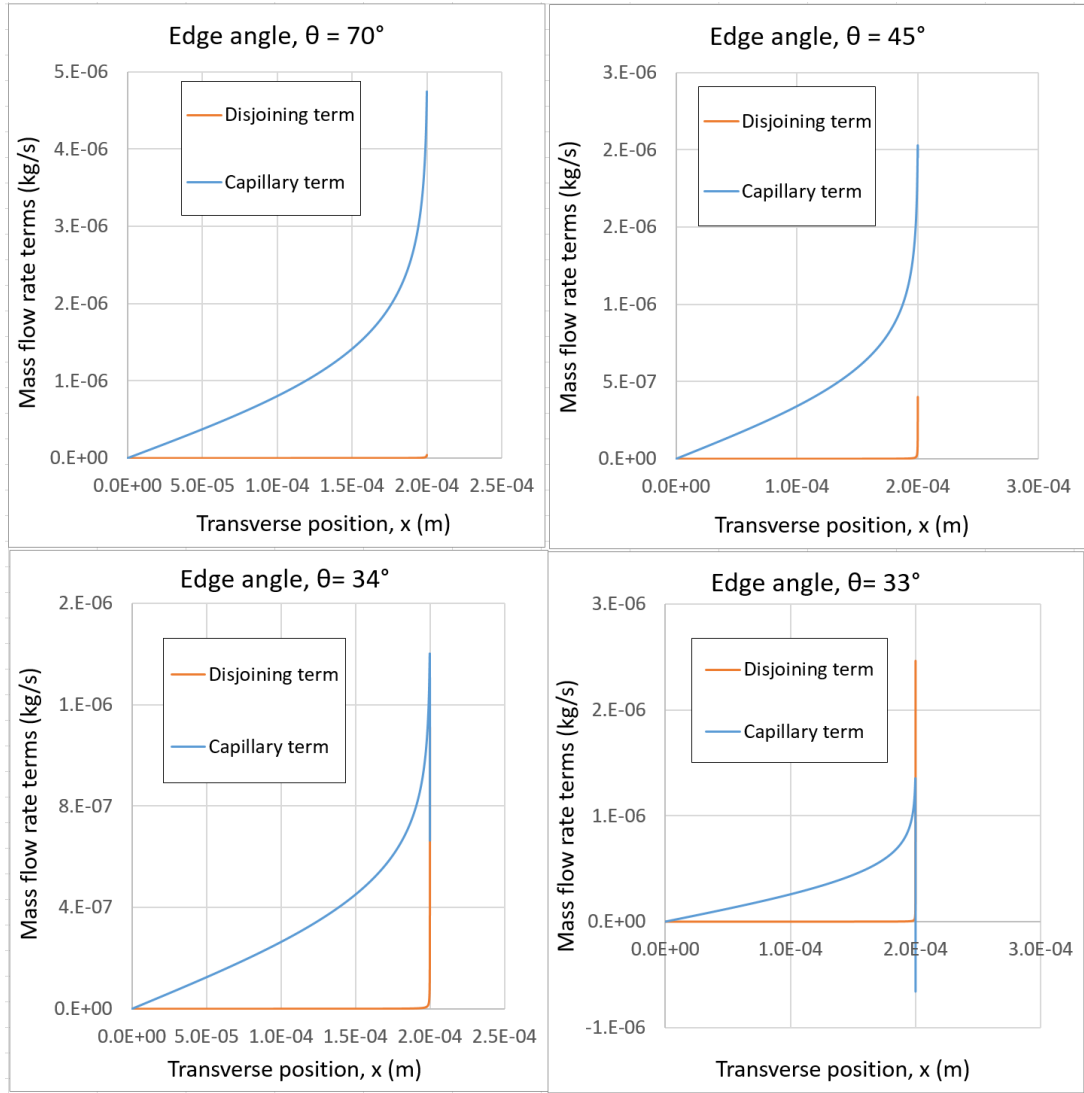 Edge angle, θ = 70°
Mass flow rate terms (kg/s)
5.E-06
4.E-06
3.E-06
2.E-06
1.E-06
0.E+00
Disjoining term
Capillary term
0.0E+00 5.0E-05 1.0E-04 1.5E-04 2.0E-04 2.5E-04
Transverse position, x (m)
Edge angle, θ = 45°
Mass flow rate terms (kg/s)
3.E-06
2.E-06
2.E-06
1.E-06
5.E-07
0.E+00
Disjoining term
Capillary term
0.0E+00 1.0E-04 2.0E-04 3.0E-04
Transverse position, x (m)
Edge angle, θ= 34°
Mass flow rate terms (kg/s)
2.E-06
1.E-06
8.E-07
4.E-07
0.E+00
Disjoining term
Capillary term
0.0E+00 5.0E-05 1.0E-04 1.5E-04 2.0E-04 2.5E-04
Transverse position, x (m)
Edge angle, θ = 33°
Mass flow rate terms (kg/s)
3.E-06
2.E-06
1.E-06
0.E+00
-1.E-06
Disjoining term
Capillary term
0.0E+00 1.0E-04 2.0E-04 3.0E-04
Transverse position, x (m)